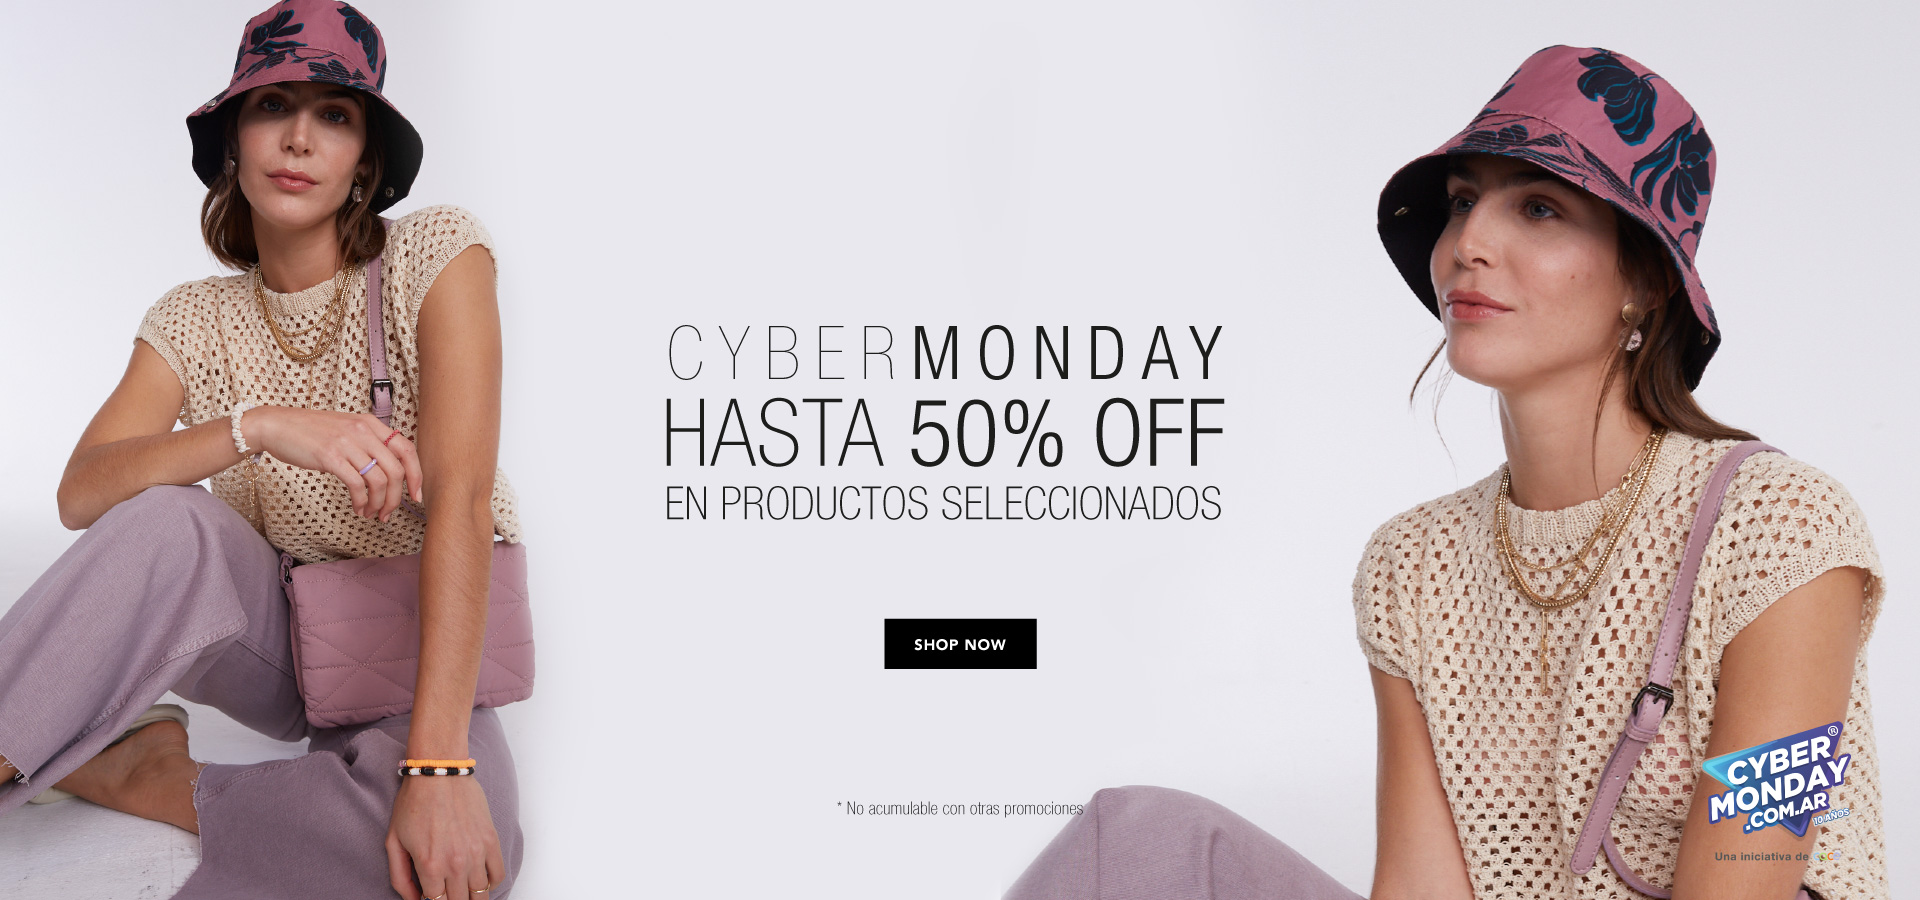 CYBERMONDAY
HASTA 50% OFF
EN PRODUCTOS SELECCIONADOS
SHOP NOW
* No acumulable con otras promociones
CYBER®
MONDAY
.COM.AR
10 AÑOS
Una iniciativa de